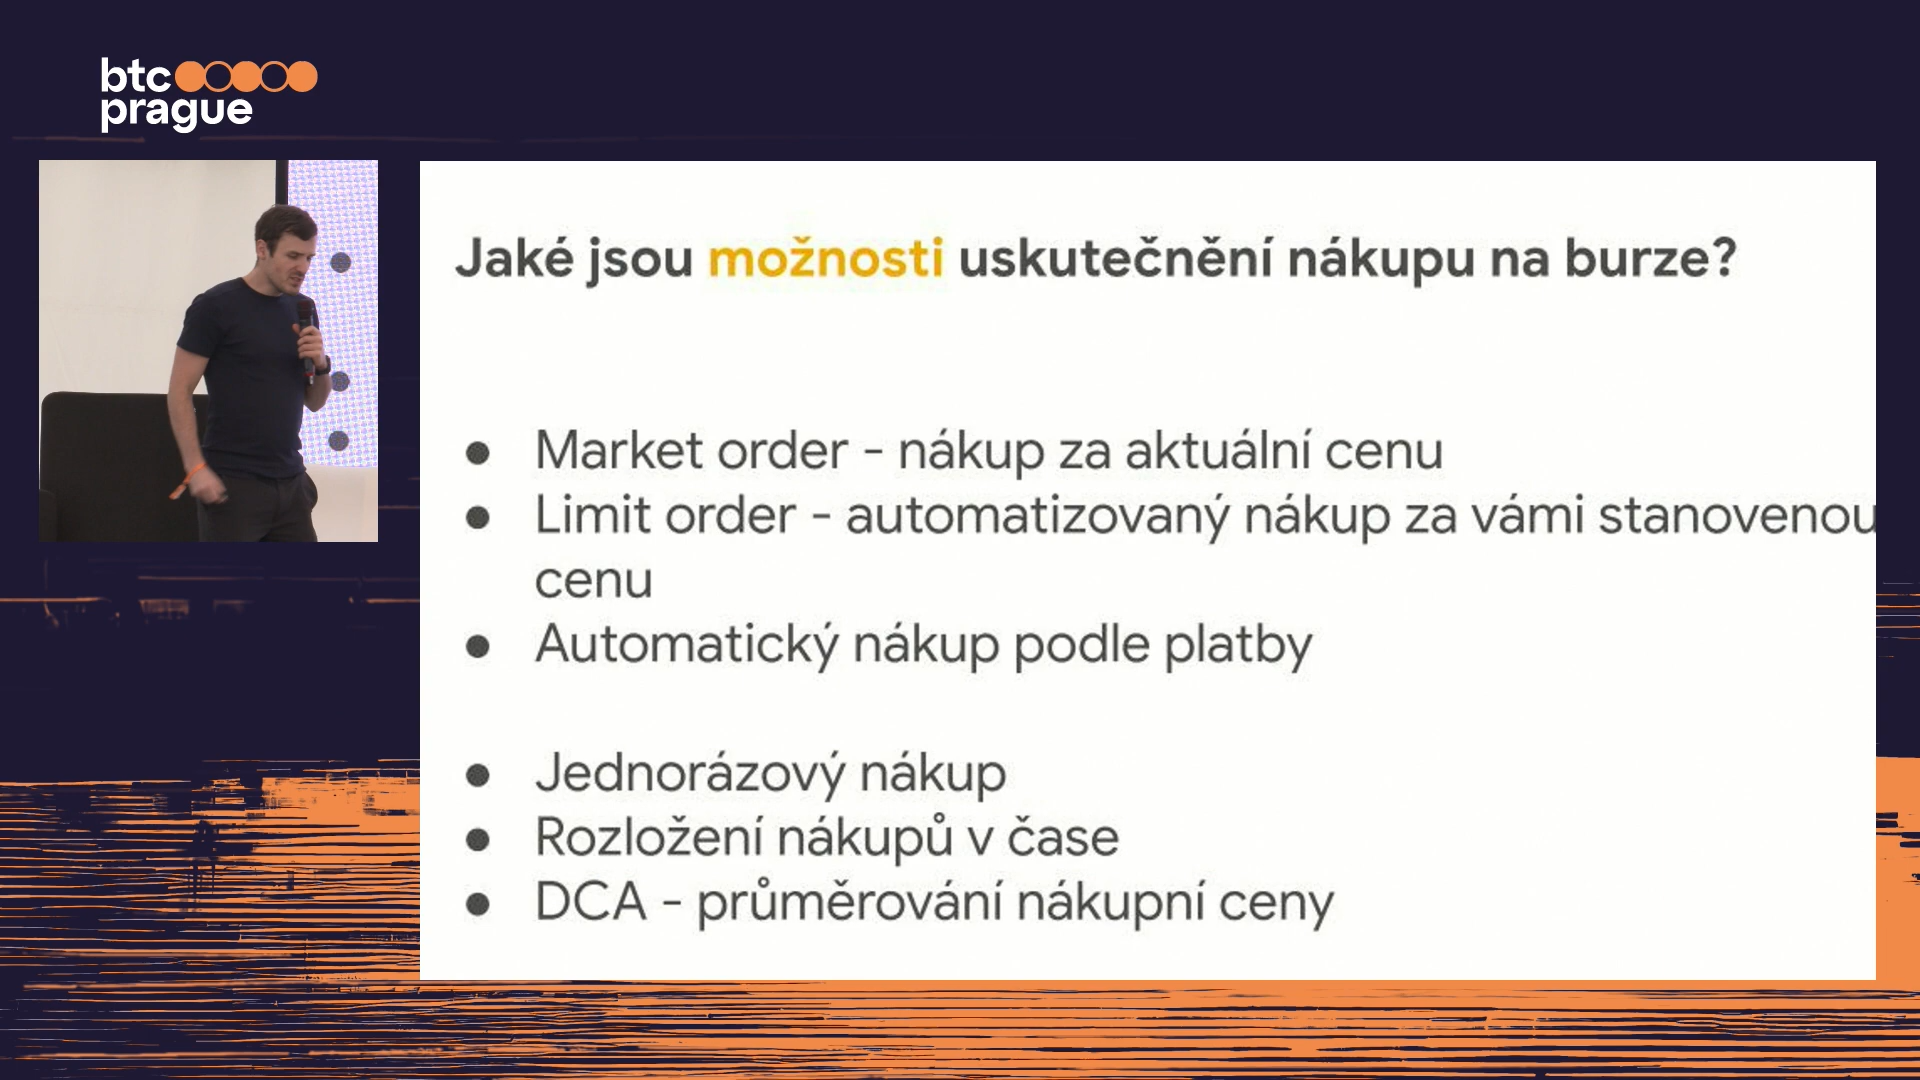 btc
prague
Jaké jsou možnosti uskutečnění nákupu na burze?
● Market order - nákup za aktuální cenu
● Limit order - automatizovaný nákup za vámi stanovenou
cenu
● Automatický nákup podle platby
● Jednorázový nákup
● Rozložení nákupů v čase
● DCA - průměrování nákupní ceny